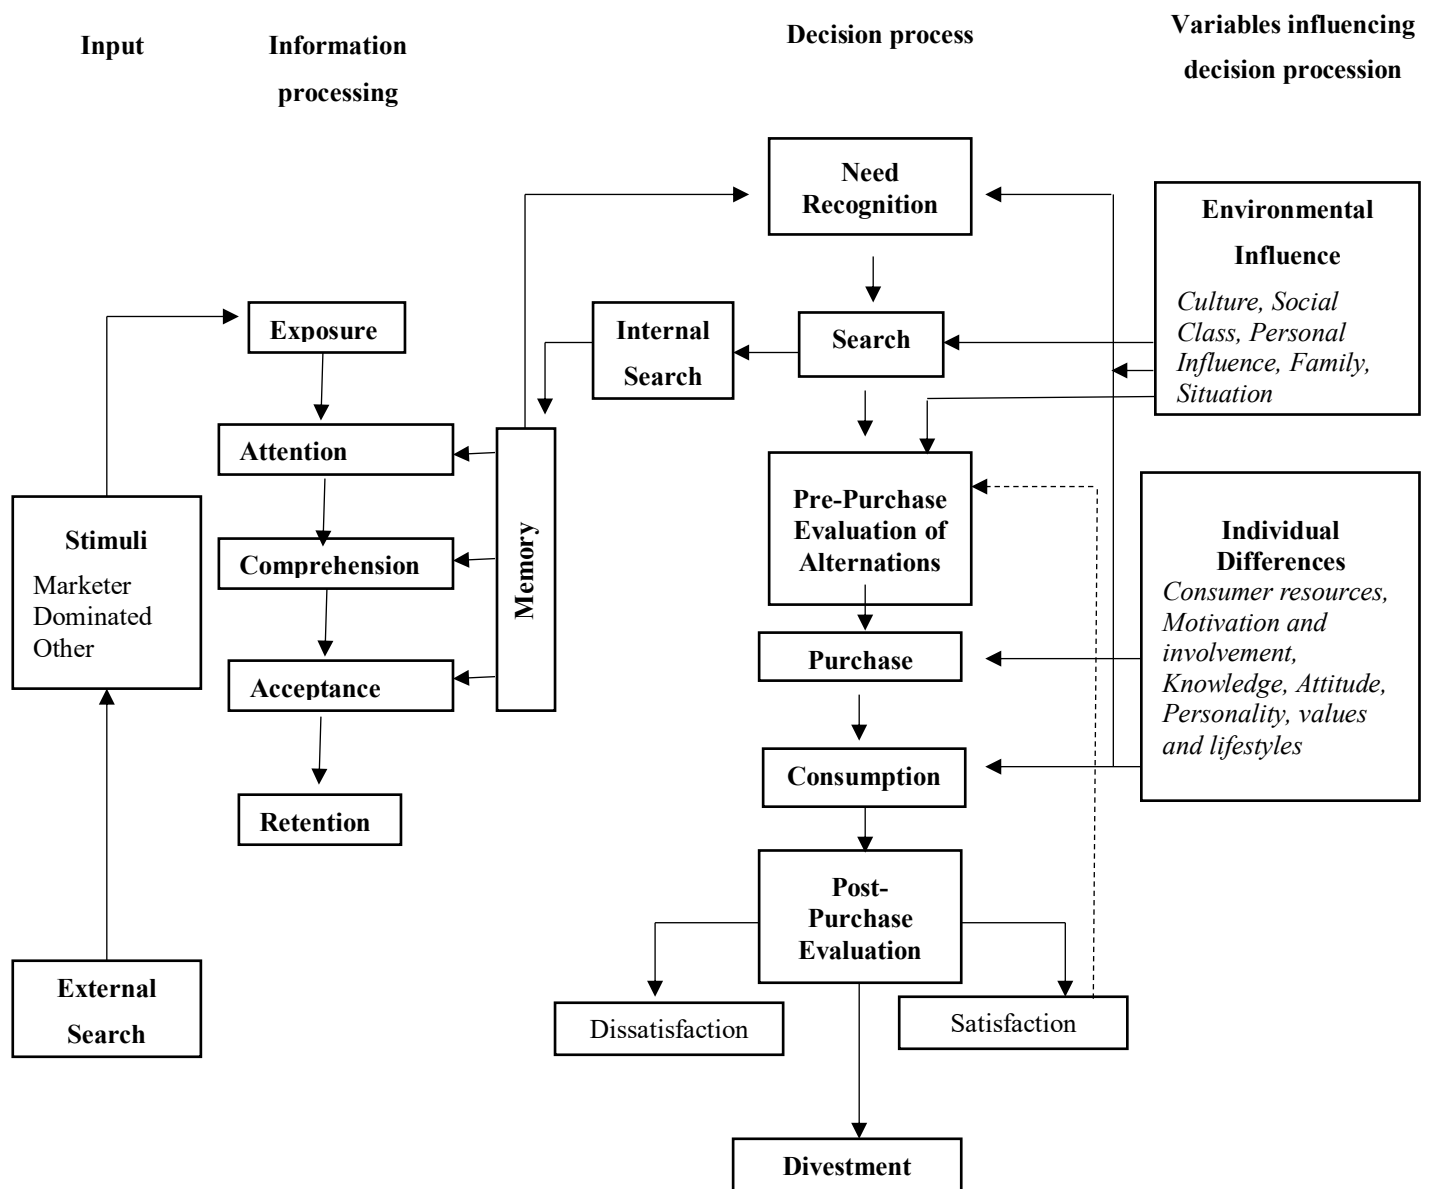 Input
Information
processing
Decision process
Variables influencing
decision procession
Need
Recognition
Environmental
Influence
Culture, Social
Class, Personal
Influence, Family,
Situation
Exposure
Internal
Search
Search
Attention
Memory
Pre-Purchase
Evaluation of
Alternations
Individual
Differences
Consumer resources,
Motivation and
involvement,
Knowledge, Attitude,
Personality, values
and lifestyles
Stimuli
Marketer
Dominated
Other
Comprehension
Purchase
Acceptance
Consumption
Retention
Post-
Purchase
Evaluation
External
Search
Dissatisfaction
Satisfaction
Divestment